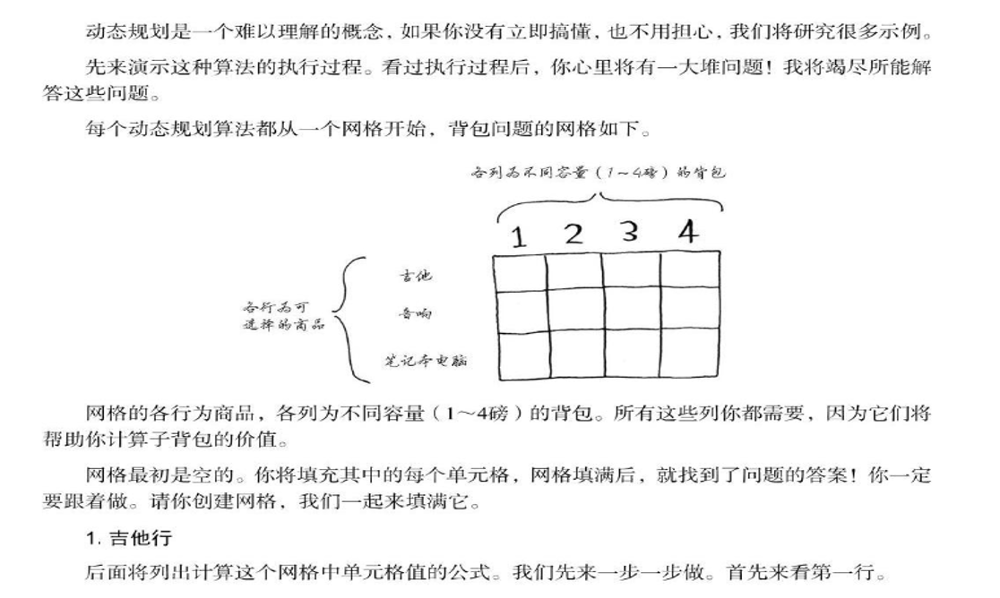 动态规划是一个难以理解的概念，如果你没有立即搞懂，也不用担心，我们将研究很多示例。
先来演示这种算法的执行过程。看过执行过程后，你心里将有一大堆问题！我将竭尽所能解
答这些问题。
每个动态规划算法都从一个网格开始，背包问题的网格如下。
各列为不同容量（1～4磅）的背包
1 2 3 4
吉他
各行为可
选择的商品
音响
笔记本电脑
网格的各行为商品，各列为不同容量（1～4磅）的背包。所有这些列你都需要，因为它们将
帮助你计算子背包的价值。
网格最初是空的。你将填充其中的每个单元格，网格填满后，就找到了问题的答案！你一定
要跟着做。请你创建网格，我们一起来填满它。
1. 吉他行
后面将列出计算这个网格中单元格值的公式。我们先来一步一步做。首先来看第一行。